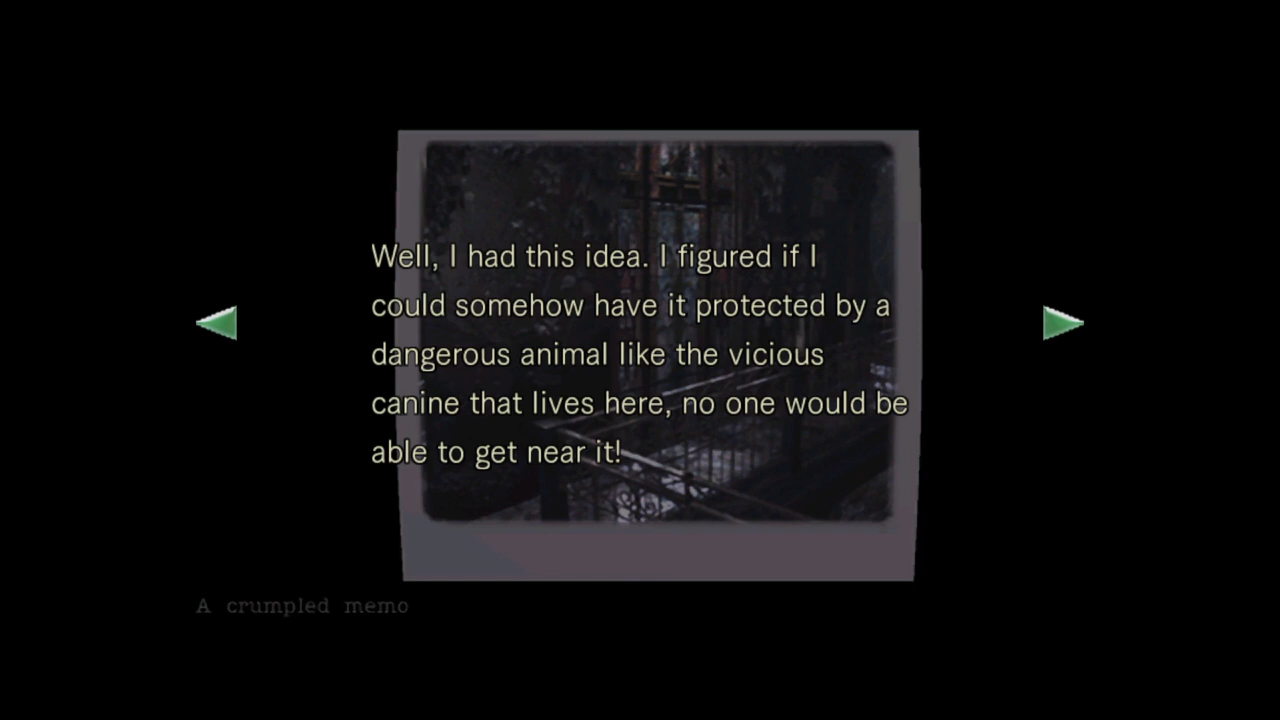 Well, I had this idea. I figured if I
could somehow have it protected by a
dangerous animal like the vicious
canine that lives here, no one would be
able to get near it!
A crumpled memo